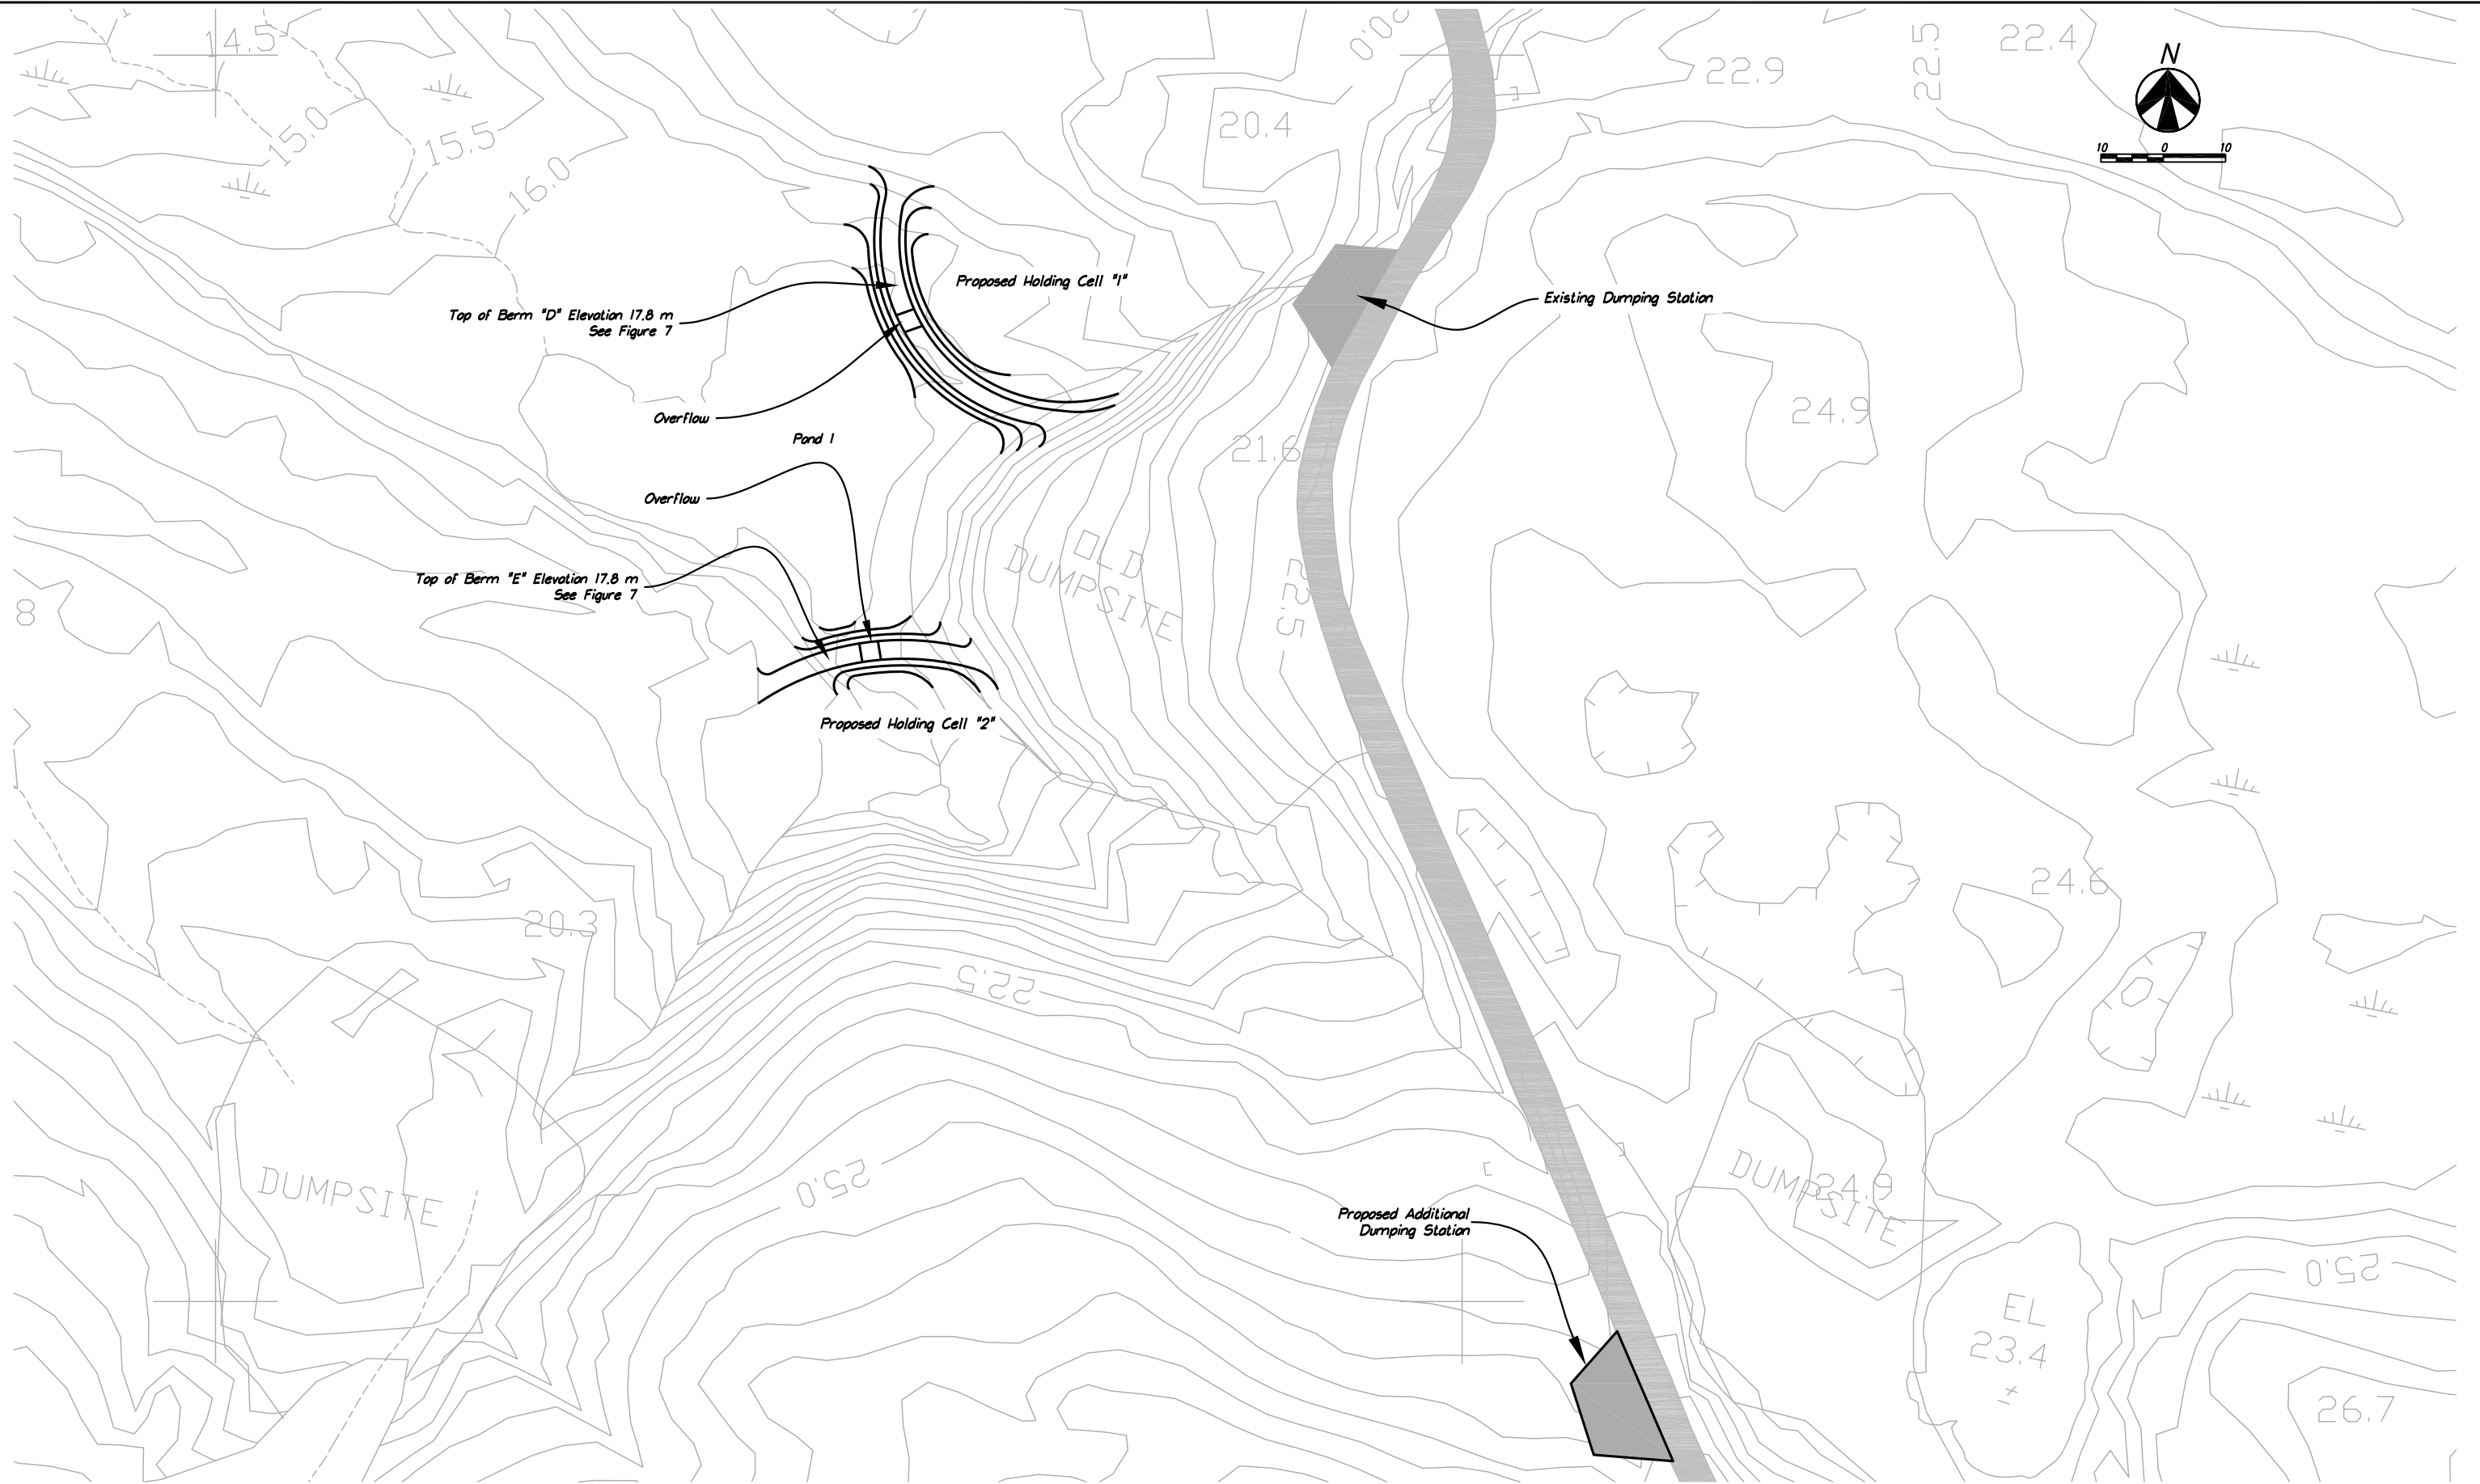 14.5
15.0
15.5
16.0
20.4
22.9
22.5
22.4
N
10 0 10
Proposed Holding Cell "1"
Top of Berm "D" Elevation 17.8 m
See Figure 7
Existing Dumping Station
Overflow
Pond 1
24.9
21.6
Overflow
OLD
DUMPSITE
22.5
Top of Berm "E" Elevation 17.8 m
See Figure 7
8
Proposed Holding Cell "2"
20.3
24.6
22.5
25.0
DUMPSITE
DUMPSITE
24.9
Proposed Additional
Dumping Station
25.0
EL
23.4
+
26.7